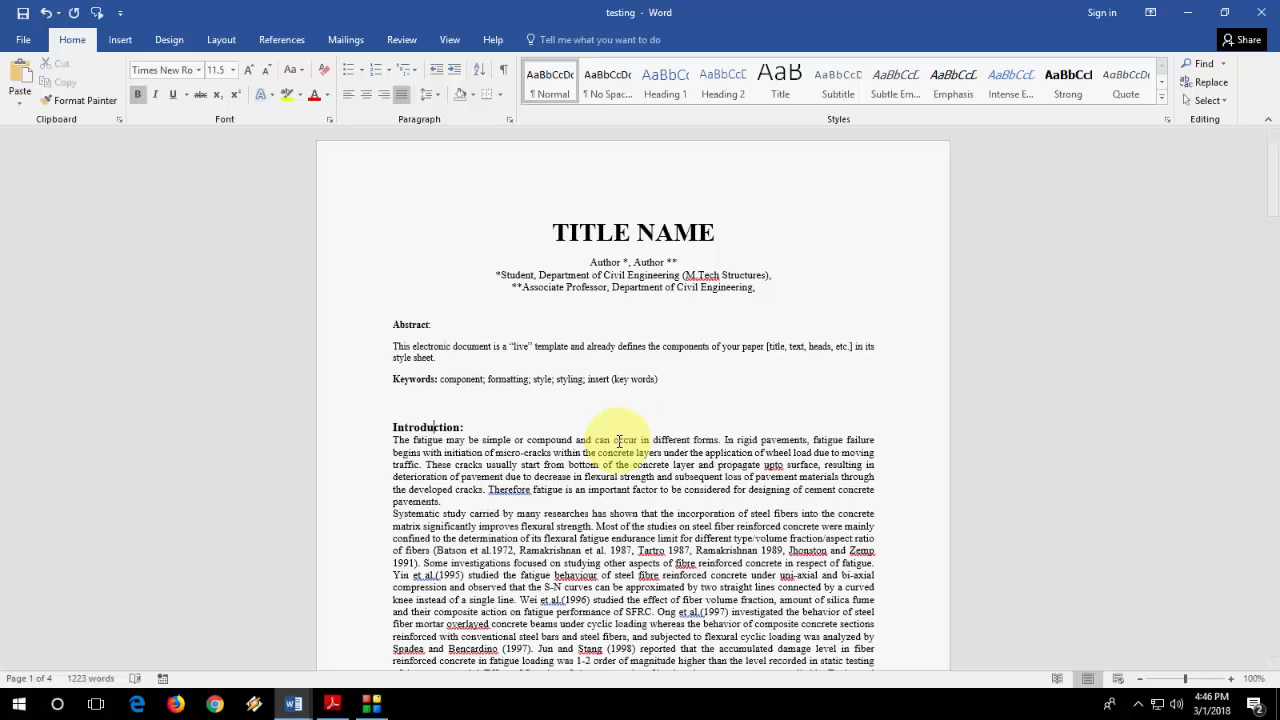 testing - Word
Sign in
File Home Insert Design Layout References Mailings Review View Help Tell me what you want to do Share
Paste
Cut
Copy
Format Painter
Clipboard
Times New Ro 11.5
Font
Paragraph
AaBbCcDc AaBbCcDc AaBbCc AaBbCcD AaB AaBbCcD AaBbCcDc AaBbCcDc AaBbCcDc AaBbCc AaBbCcDc
¶ Normal ¶ No Spac... Heading 1 Heading 2 Title Subtitle Subtle Em... Emphasis Intense E... Strong Quote
Styles
Find
Replace
Select
Editing
TITLE NAME
Author *, Author **
*Student, Department of Civil Engineering (M.Tech Structures),
**Associate Professor, Department of Civil Engineering,
Abstract:
This electronic document is a “live” template and already defines the components of your paper [title, text, heads, etc.] in its
style sheet.
Keywords: component; formatting; style; styling; insert (key words)
Introduction:
The fatigue may be simple or compound and can occur in different forms. In rigid pavements, fatigue failure
begins with initiation of micro-cracks within the concrete layers under the application of wheel load due to moving
traffic. These cracks usually start from bottom of the concrete layer and propagate upto surface, resulting in
deterioration of pavement due to decrease in flexural strength and subsequent loss of pavement materials through
the developed cracks. Therefore fatigue is an important factor to be considered for designing of cement concrete
pavements.
Systematic study carried by many researches has shown that the incorporation of steel fibers into the concrete
matrix significantly improves flexural strength. Most of the studies on steel fiber reinforced concrete were mainly
confined to the determination of its flexural fatigue endurance limit for different type/volume fraction/aspect ratio
of fibers (Batson et al.1972, Ramakrishnan et al. 1987, Tartro 1987, Ramakrishnan 1989, Jhonston and Zemp
1991). Some investigations focused on studying other aspects of fibre reinforced concrete in respect of fatigue.
Yin et al.(1995) studied the fatigue behaviour of steel fibre reinforced concrete under uni-axial and bi-axial
compression and observed that the S-N curves can be approximated by two straight lines connected by a curved
knee instead of a single line. Wei et al.(1996) studied the effect of fiber volume fraction, amount of silica fume
and their composite action on fatigue performance of SFRC. Ong et al.(1997) investigated the behavior of steel
fiber mortar overlayed concrete beams under cyclic loading whereas the behavior of composite concrete sections
reinforced with conventional steel bars and steel fibers, and subjected to flexural cyclic loading was analyzed by
Spadea and Bencardino (1997). Jun and Stang (1998) reported that the accumulated damage level in fiber
reinforced concrete in fatigue loading was 1-2 order of magnitude higher than the level recorded in static testing
Page 1 of 4 1223 words 100%
4:46 PM
3/1/2018